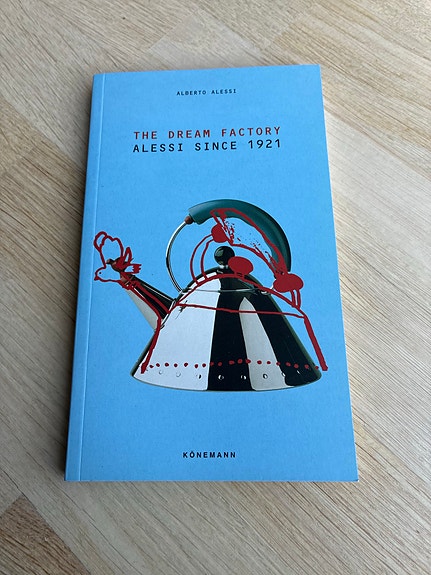 ALBERTO ALESSI
THE DREAM FACTORY
ALESSI SINCE 1921
KÖNEMANN